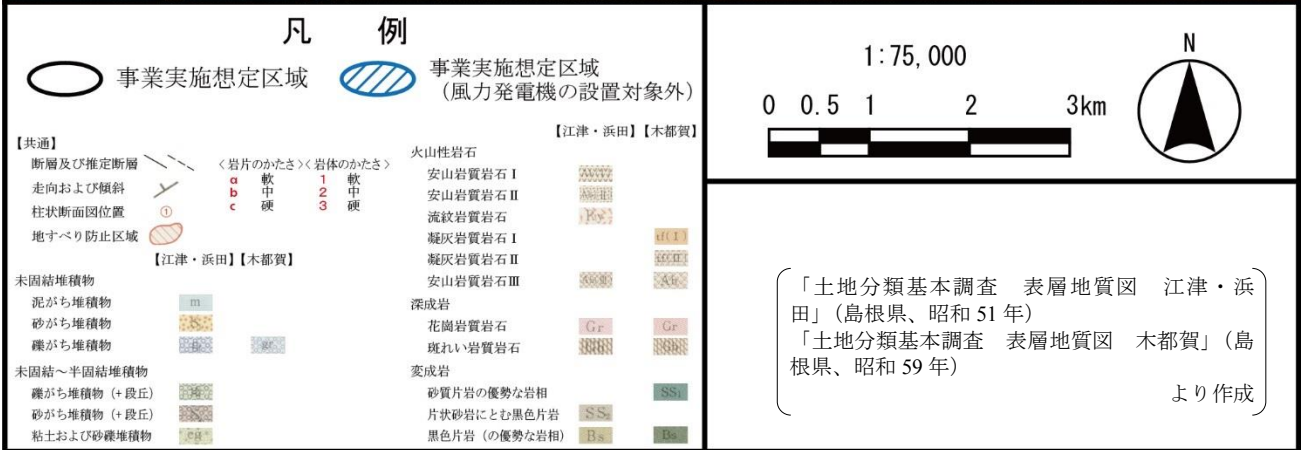 凡 例
事業実施想定区域
事業実施想定区域
（風力発電機の設置対象外）
【共通】
断層及び推定断層
走向および傾斜
柱状断面図位置 ①
地すべり防止区域
〈岩片のかたさ〉〈岩体のかたさ〉
a 軟 1 軟
b 中 2 中
c 硬 3 硬
【江津・浜田】【木都賀】
未固結堆積物
泥がち堆積物 m
砂がち堆積物
礫がち堆積物
未固結～半固結堆積物
礫がち堆積物（+段丘）
砂がち堆積物（+段丘）
粘土および砂礫堆積物
【江津・浜田】【木都賀】
火山性岩石
安山岩質岩石Ⅰ
安山岩質岩石Ⅱ
流紋岩質岩石
凝灰岩質岩石Ⅰ tf(Ⅰ)
凝灰岩質岩石Ⅱ
安山岩質岩石Ⅲ
深成岩
花崗岩質岩石 Gr Gr
斑れい岩質岩石
変成岩
砂質片岩の優勢な岩相 SS₁
片状砂岩にとむ黒色片岩 SS₂
黒色片岩（の優勢な岩相） Bs Bs
1:75,000
0 0.5 1 2 3km
N
「土地分類基本調査 表層地質図 江津・浜
田」（島根県、昭和 51 年）
「土地分類基本調査 表層地質図 木都賀」（島
根県、昭和 59 年）
より作成